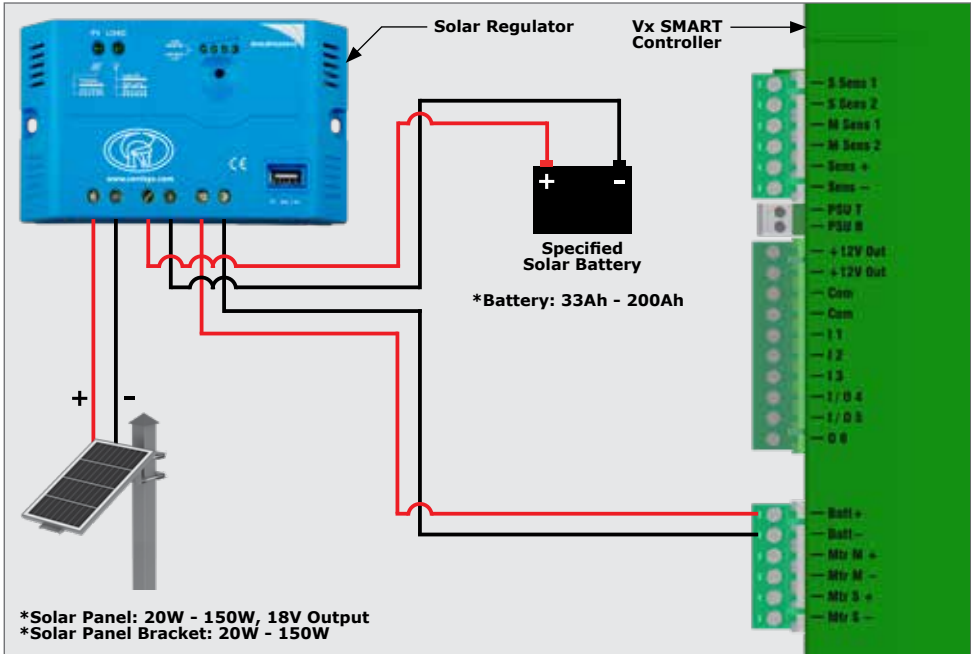 PV LOAD
Solar Regulator
Vx SMART
Controller
CE
+
-
Specified
Solar Battery
*Battery: 33Ah - 200Ah
S Sens 1
S Sens 2
M Sens 1
M Sens 2
Sens +
Sens −
PSU T
PSU R
+12V Out
+12V Out
Com
Com
I 1
I 2
I 3
I / O 4
I / O 5
O 6
Batt+
Batt−
Mtr M +
Mtr M −
Mtr S +
Mtr S −
+
-
*Solar Panel: 20W - 150W, 18V Output
*Solar Panel Bracket: 20W - 150W